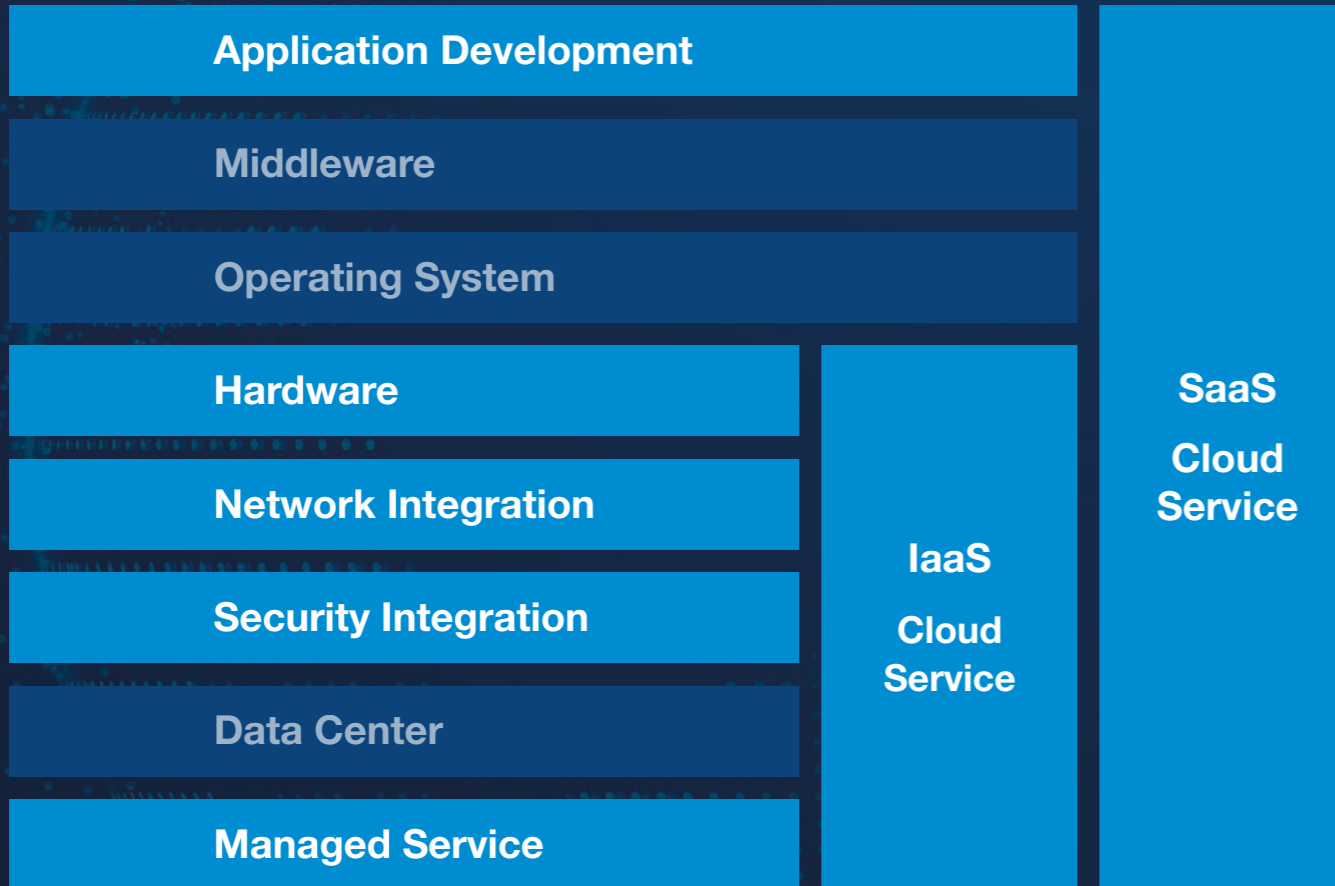 Application Development
Middleware
Operating System
Hardware
Network Integration
Security Integration
Data Center
Managed Service
IaaS
Cloud
Service
SaaS
Cloud
Service